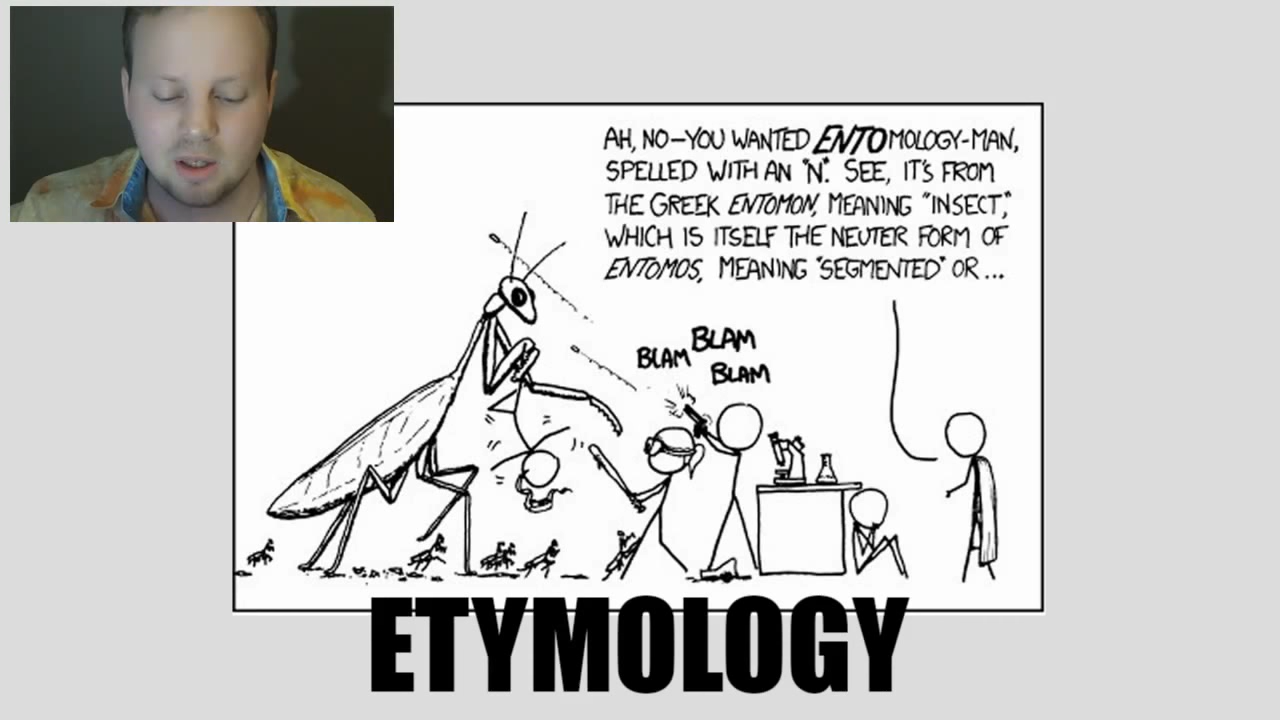 AH, NO—YOU WANTED ENTOMOLOGY-MAN,
SPELLED WITH AN "N". SEE, IT'S FROM
THE GREEK ENTOMON, MEANING "INSECT,"
WHICH IS ITSELF THE NEUTER FORM OF
ENTOMOS, MEANING "SEGMENTED" OR ...
BLAM
BLAM
BLAM
ETYMOLOGY